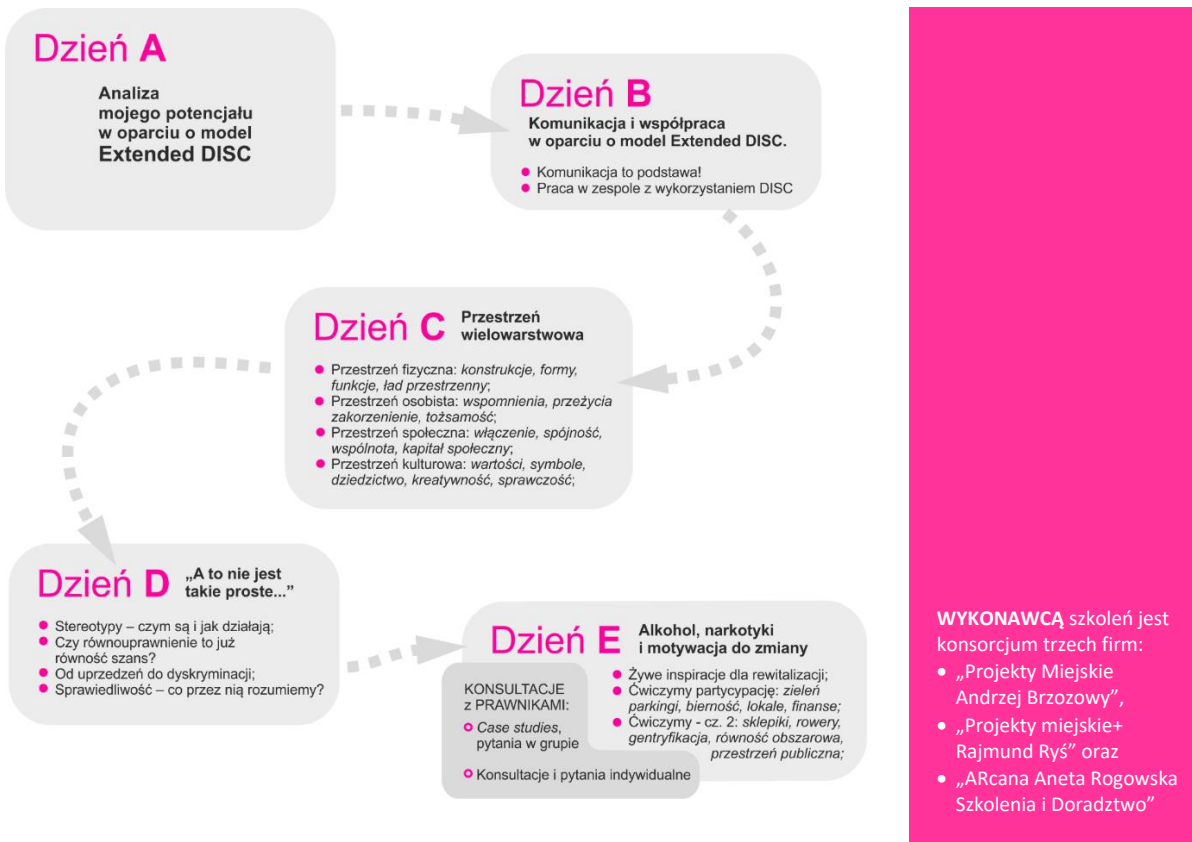 Dzień A
Analiza
mojego potencjału
w oparciu o model
Extended DISC
Dzień B
Komunikacja i współpraca
w oparciu o model Extended DISC.
Komunikacja to podstawa!
Praca w zespole z wykorzystaniem DISC
Dzień C
Przestrzeń
wielowarstwowa
Przestrzeń fizyczna: konstrukcje, formy,
funkcje, ład przestrzenny;
Przestrzeń osobista: wspomnienia, przeżycia
zakorzenienie, tożsamość;
Przestrzeń społeczna: włączenie, spójność,
wspólnota, kapitał społeczny;
Przestrzeń kulturowa: wartości, symbole,
dziedzictwo, kreatywność, sprawczość;
Dzień D
„A to nie jest
takie proste..."
Stereotypy – czym są i jak działają;
Czy równouprawnienie to już
równość szans?
Od uprzedzeń do dyskryminacji;
Sprawiedliwość – co przez nią rozumiemy?
Dzień E
Alkohol, narkotyki
i motywacja do zmiany
Żywe inspiracje dla rewitalizacji;
Ćwiczymy partycypację: zieleń
parkingi, bierność, lokale, finanse;
Ćwiczymy - cz. 2: sklepiki, rowery,
gentryfikacja, równość obszarowa,
przestrzeń publiczna;
KONSULTACJE
z PRAWNIKAMI:
Case studies,
pytania w grupie
Konsultacje i pytania indywidualne
WYKONAWCĄ szkoleń jest
konsorcjum trzech firm:
• „Projekty Miejskie
Andrzej Brzozowy”,
• „Projekty miejskie+
Rajmund Ryś” oraz
• „ARcana Aneta Rogowska
Szkolenia i Doradztwo”